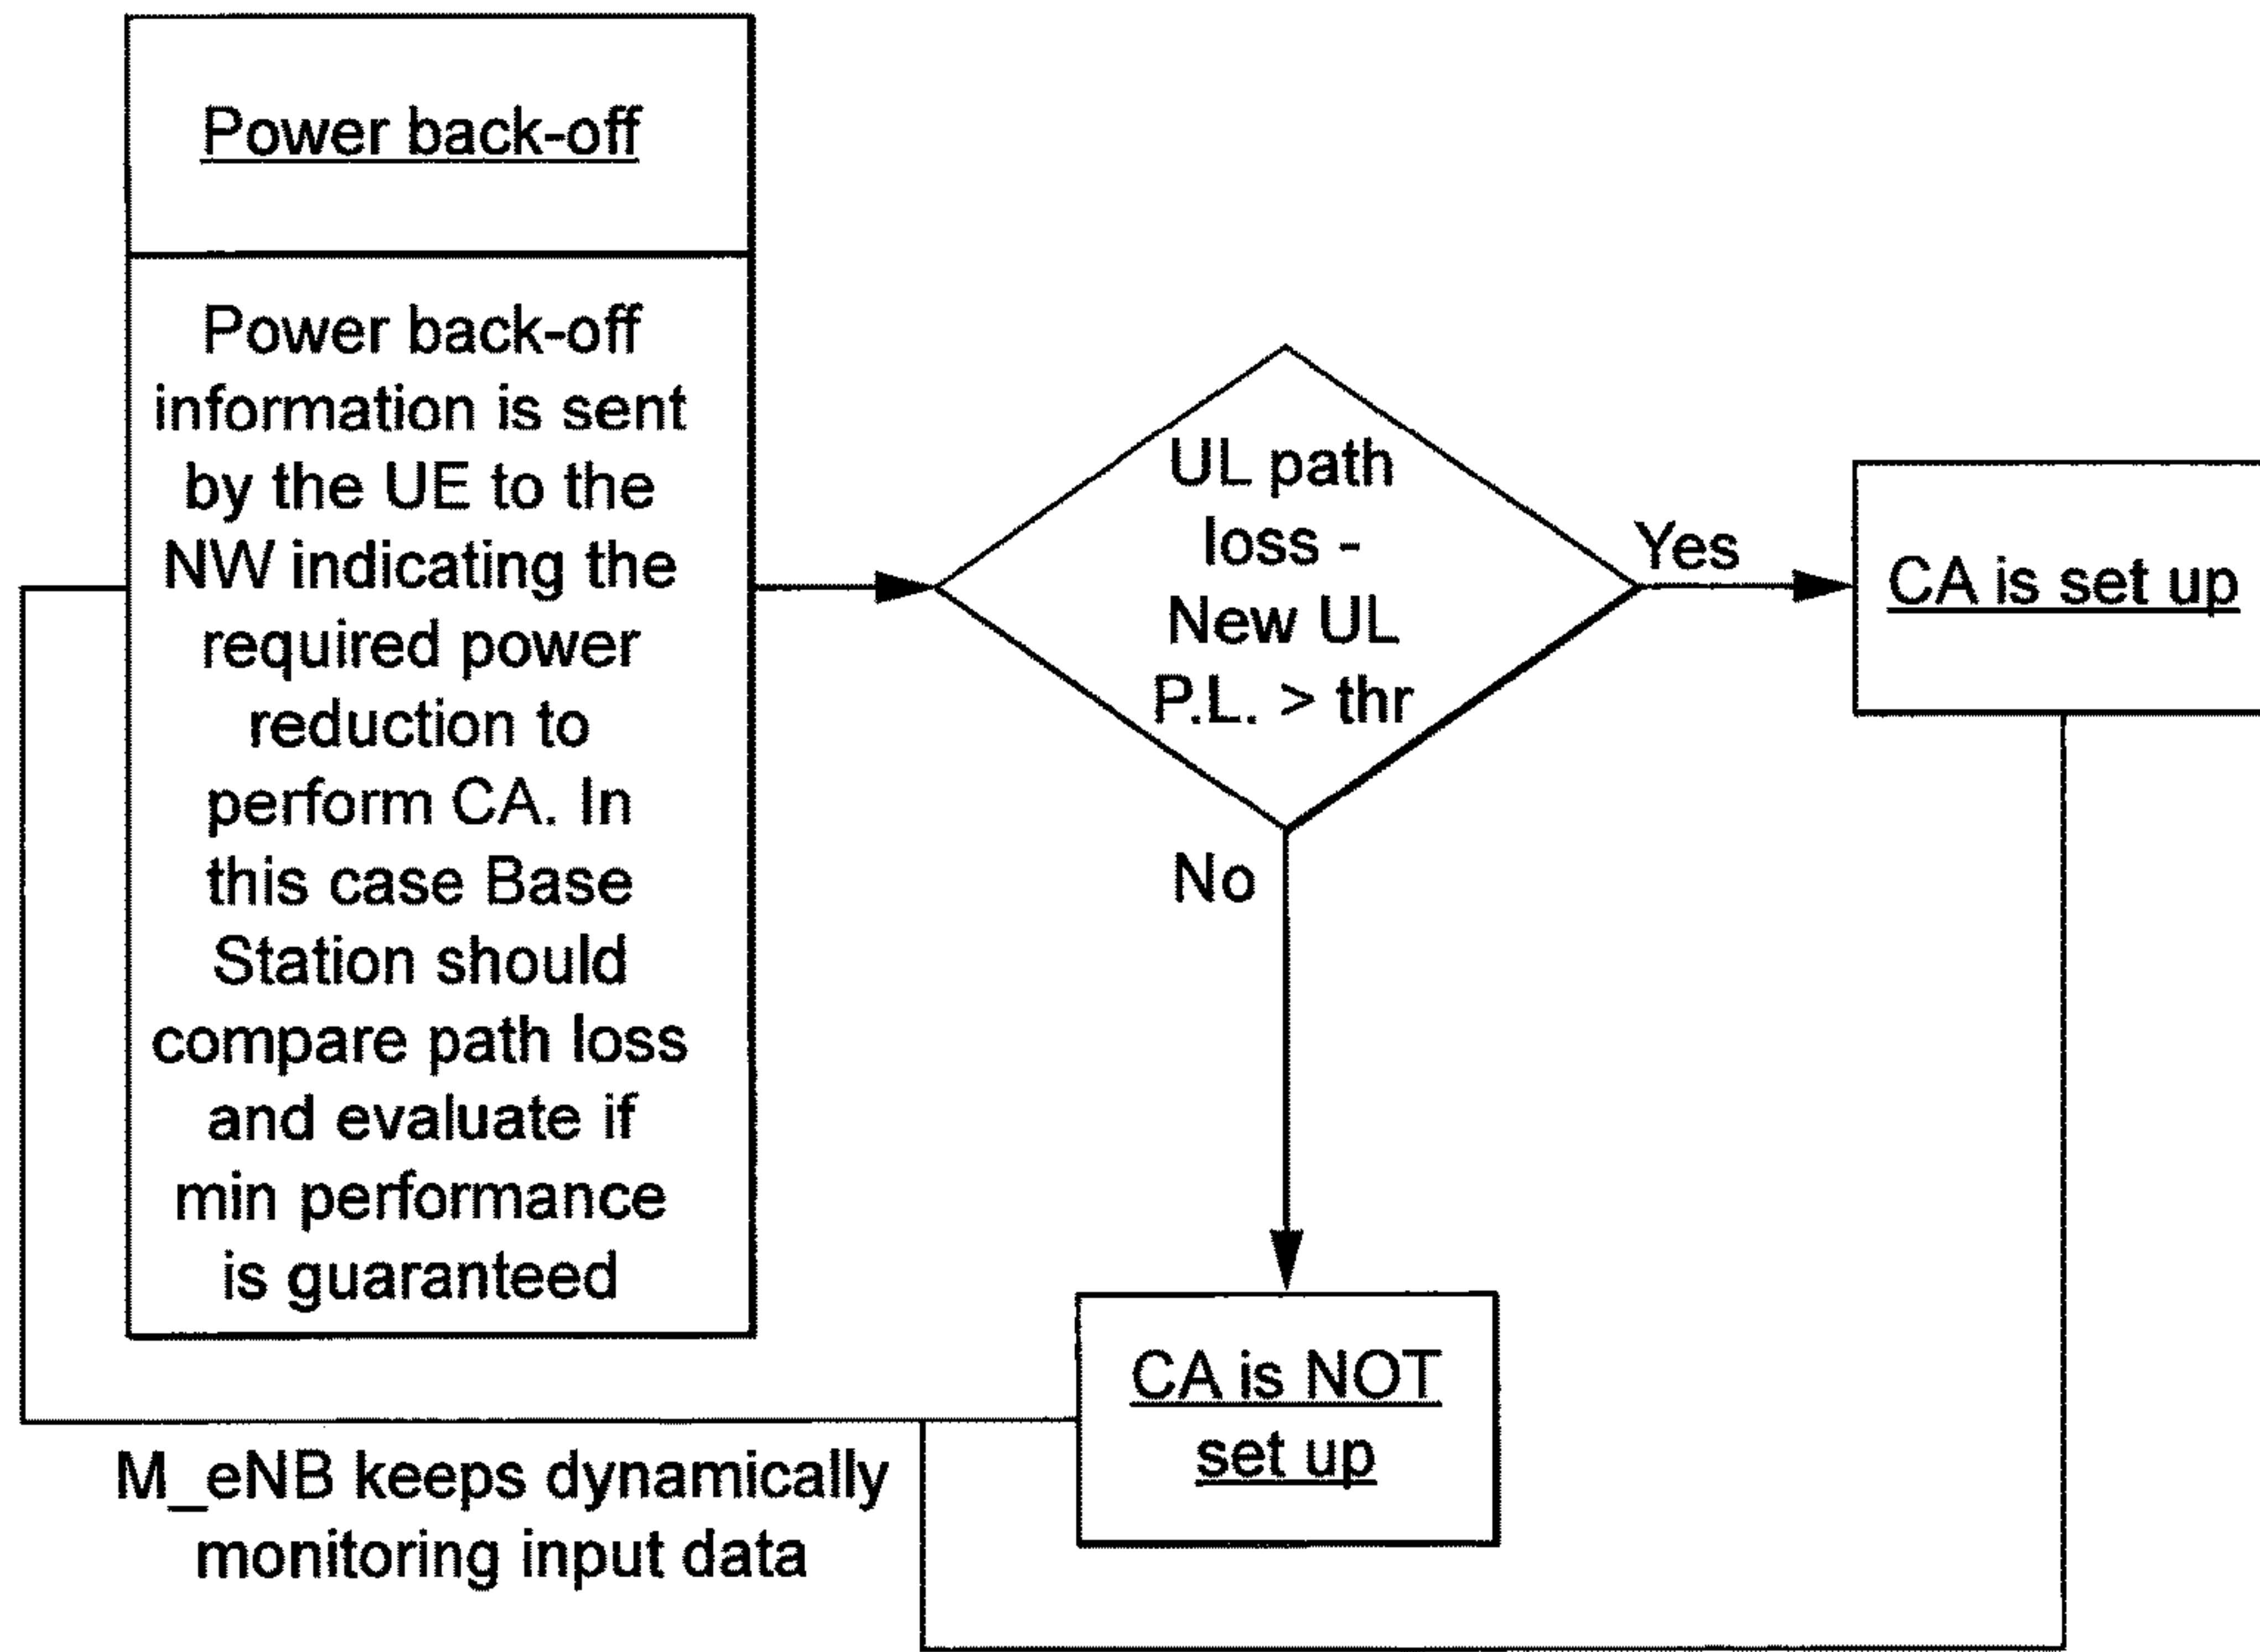 Power back-off
Power back-off
information is sent
by the UE to the
NW indicating the
required power
reduction to
perform CA. In
this case Base
Station should
compare path loss
and evaluate if
min performance
is guaranteed
UL path
loss -
New UL
P.L. > thr
Yes
CA is set up
No
CA is NOT
set up
M_eNB keeps dynamically
monitoring input data